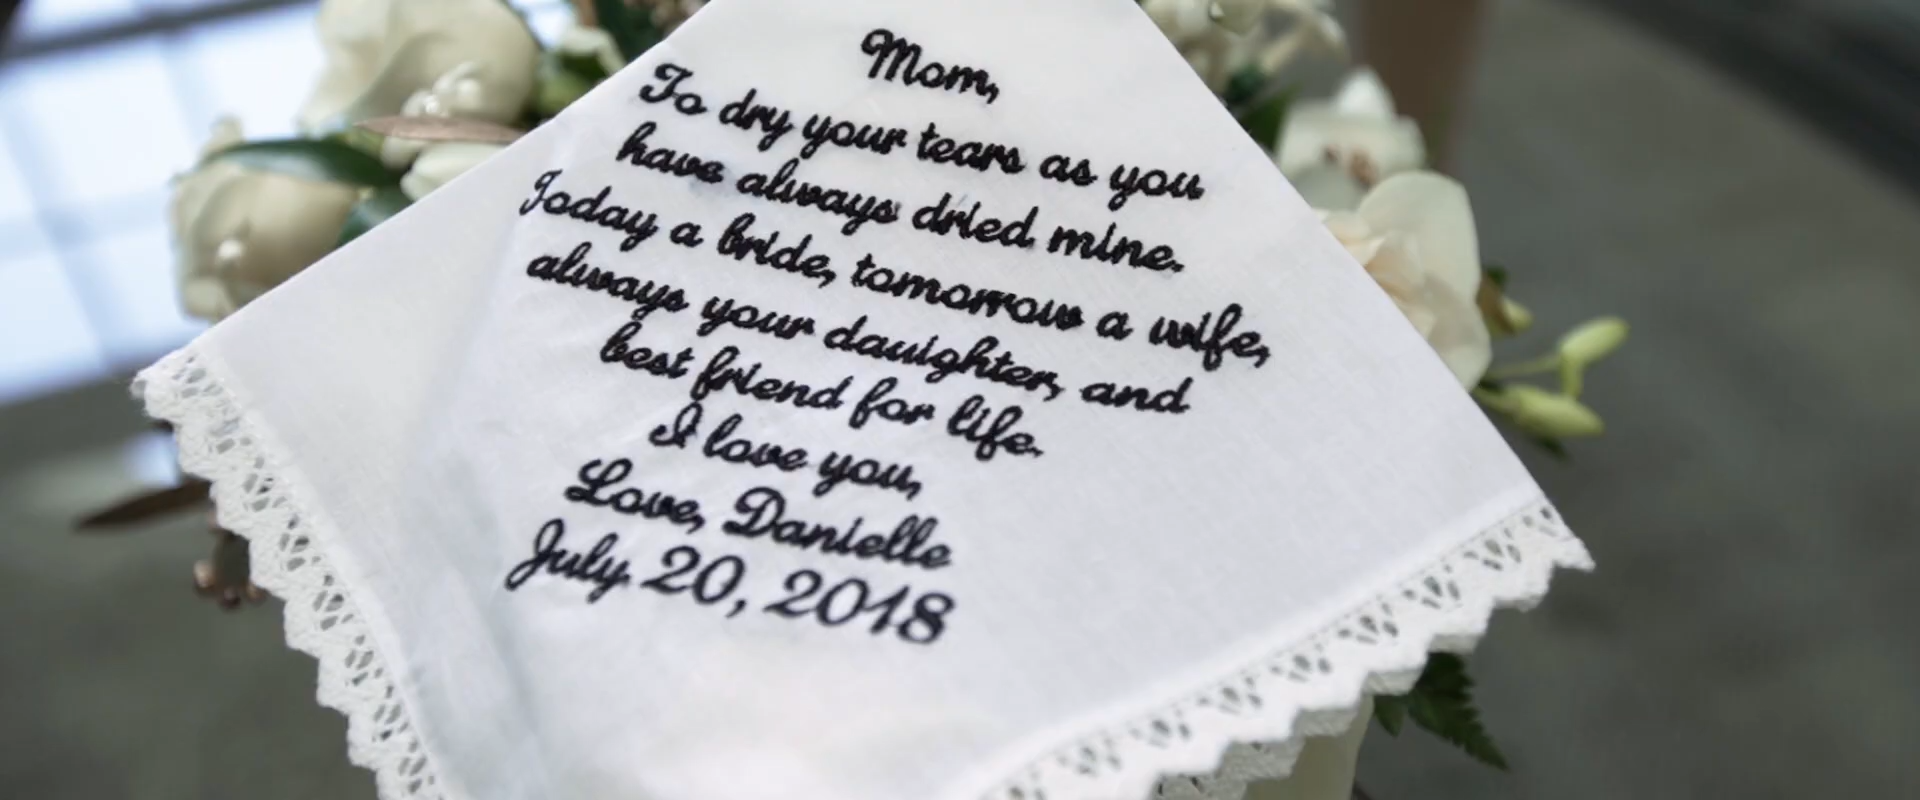 Mom,
To dry your tears as you
have always dried mine.
Today a bride, tomorrow a wife,
always your dauighter, and
best friend for life.
I love you,
Love, Danielle
July 20, 2018